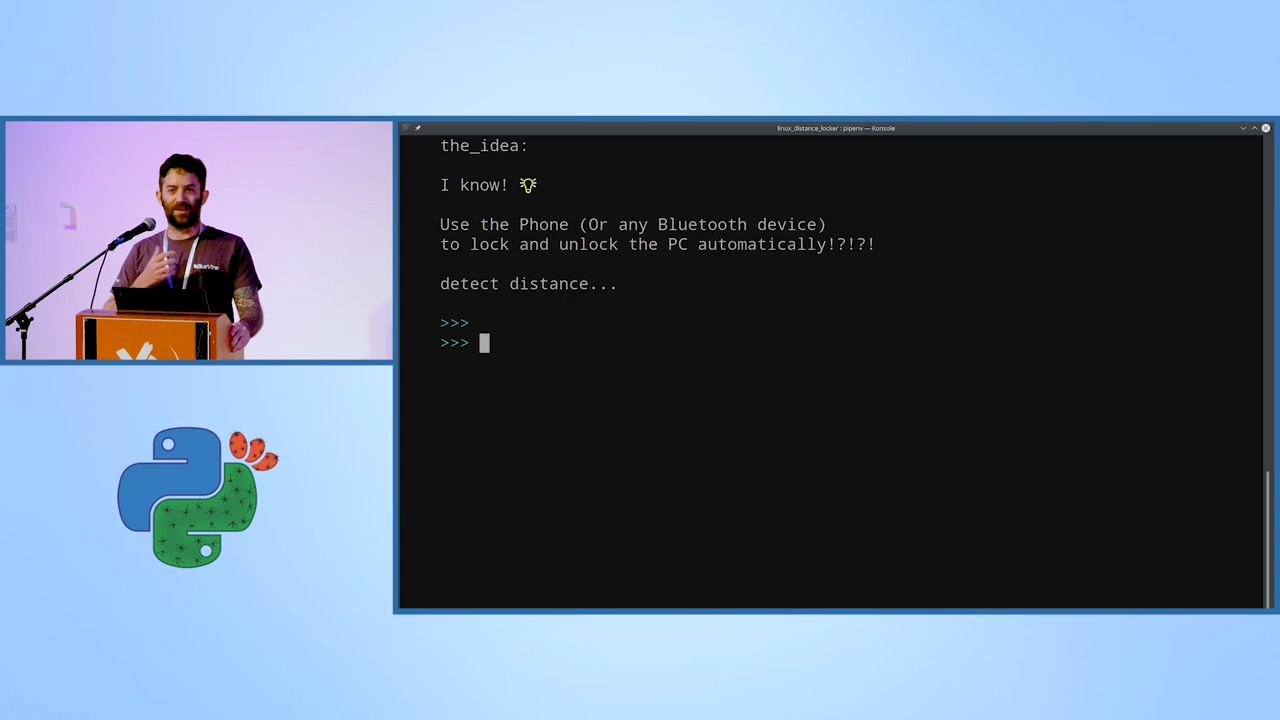 linux_distance_locker : pipenv — Konsole
the_idea:
I know!
Use the Phone (Or any Bluetooth device)
to lock and unlock the PC automatically!?!?!
detect distance...
>>>
>>>
BlueVine